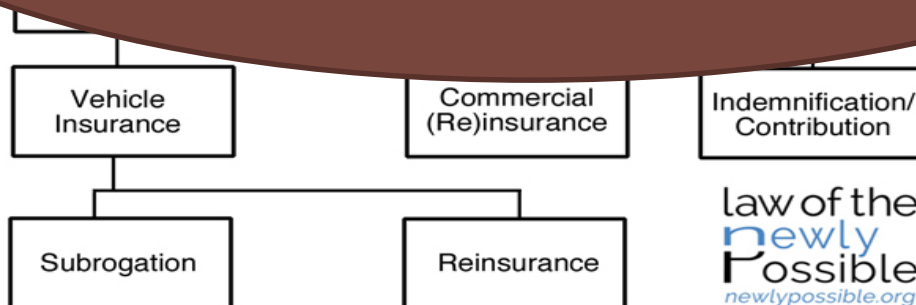 Vehicle
Insurance
Commercial
(Re)insurance
Indemnification/
Contribution
law of the
newly
Possible
newlypossible.org
Subrogation
Reinsurance